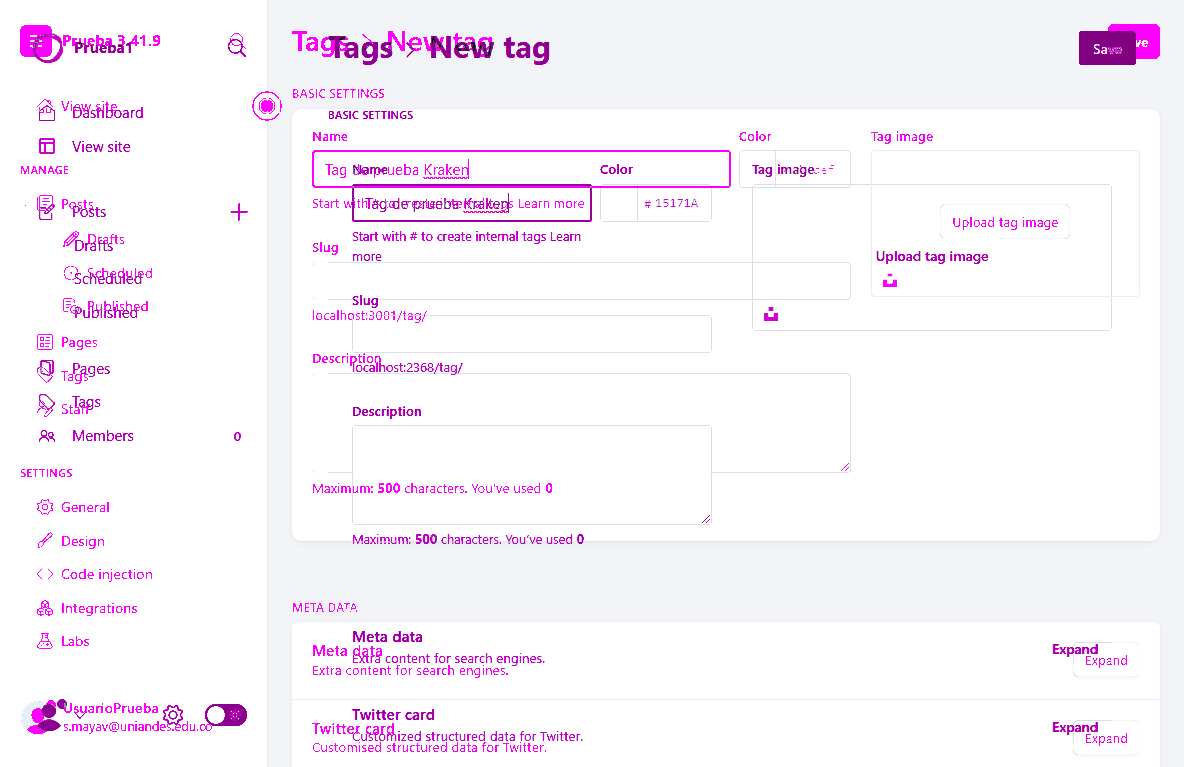 Prueba 3.41.9
Prueba1
Tags > New tag
Tags > New tag
Save
View site
Dashboard
View site
MANAGE
Posts
Posts
Drafts
Drafts
Scheduled
Scheduled
Published
Published
Pages
Pages
Tags
Tags
Staff
Members 0
SETTINGS
General
Design
Code injection
Integrations
Labs
UsuarioPrueba
s.mayav@uniandes.edu.co
BASIC SETTINGS
BASIC SETTINGS
Name
Color
Tag image
Tag de prueba Kraken
Name
Color
Tag image
Tag de prueba Kraken
# 15171A
Start with # to create internal tags Learn more
Start with # to create internal tags Learn
more
Upload tag image
Upload tag image
Slug
Slug
localhost:3001/tag/
localhost:2368/tag/
Description
Description
Maximum: 500 characters. You've used 0
Maximum: 500 characters. You've used 0
META DATA
Meta data
Meta data
Extra content for search engines.
Extra content for search engines.
Expand
Expand
Twitter card
Twitter card
Customized structured data for Twitter.
Customised structured data for Twitter.
Expand
Expand